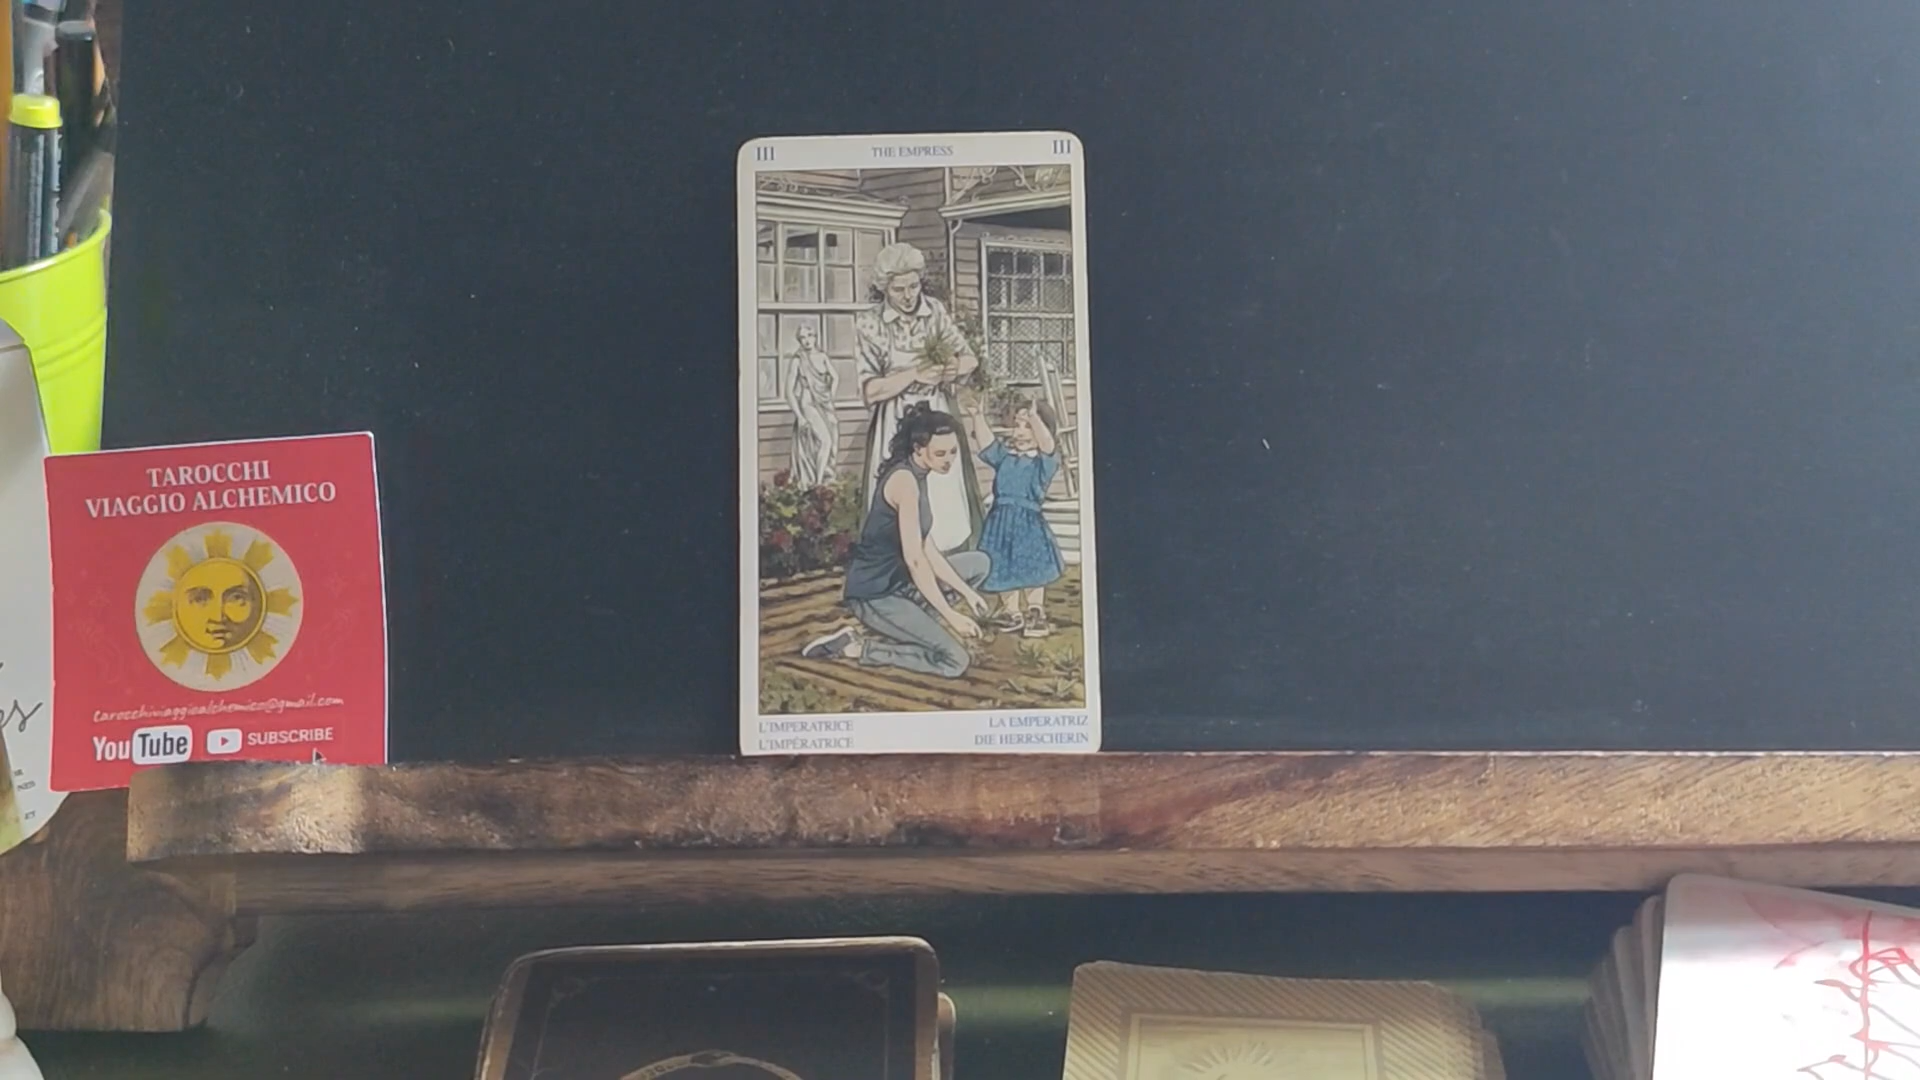 III THE EMPRESS III
L'IMPERATRICE LA EMPERATRIZ
L'IMPÉRATRICE DIE HERRSCHERIN
TAROCCHI
VIAGGIO ALCHEMICO
tarocchiviaggioalchemico@gmail.com
YouTube SUBSCRIBE